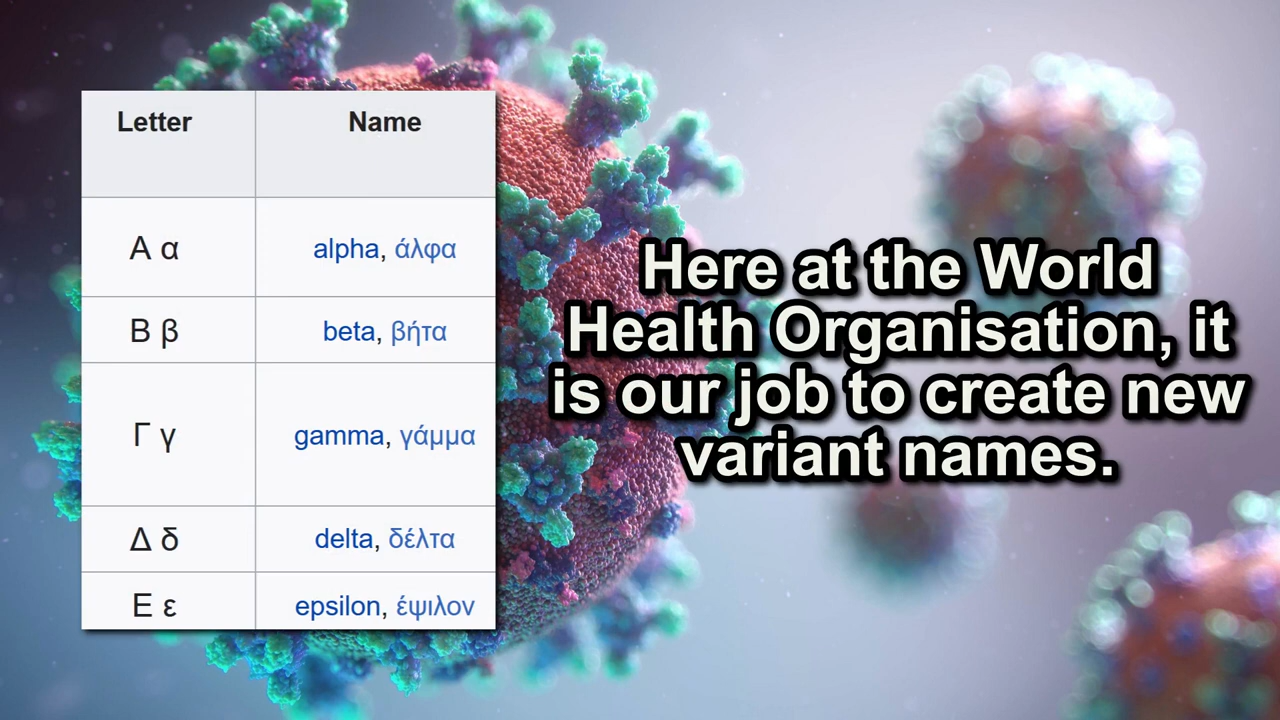 Letter Name
Α α alpha, άλφα
Β β beta, βήτα
Γ γ gamma, γάμμα
Δ δ delta, δέλτα
Ε ε epsilon, έψιλον
Here at the World
Health Organisation, it
is our job to create new
variant names.